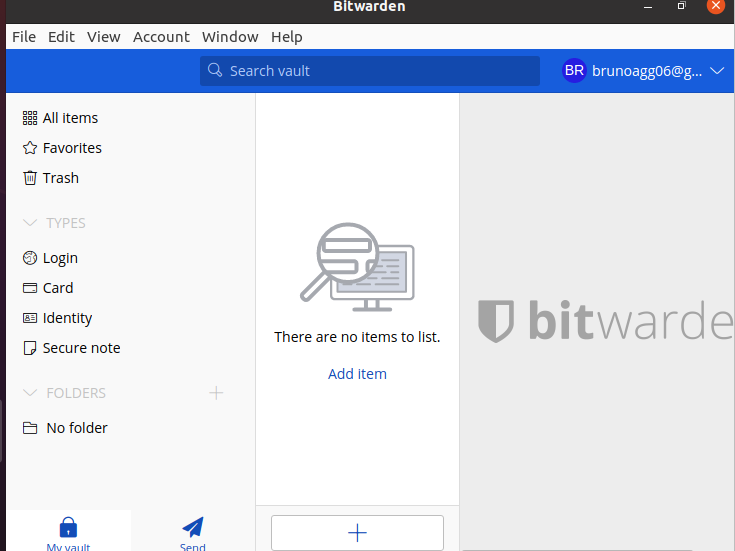 Bitwarden
File Edit View Account Window Help
Search vault
BR brunoagg06@g...
All items
Favorites
Trash
TYPES
Login
Card
Identity
Secure note
FOLDERS
No folder
My vault
Send
There are no items to list.
Add item
bitwarde